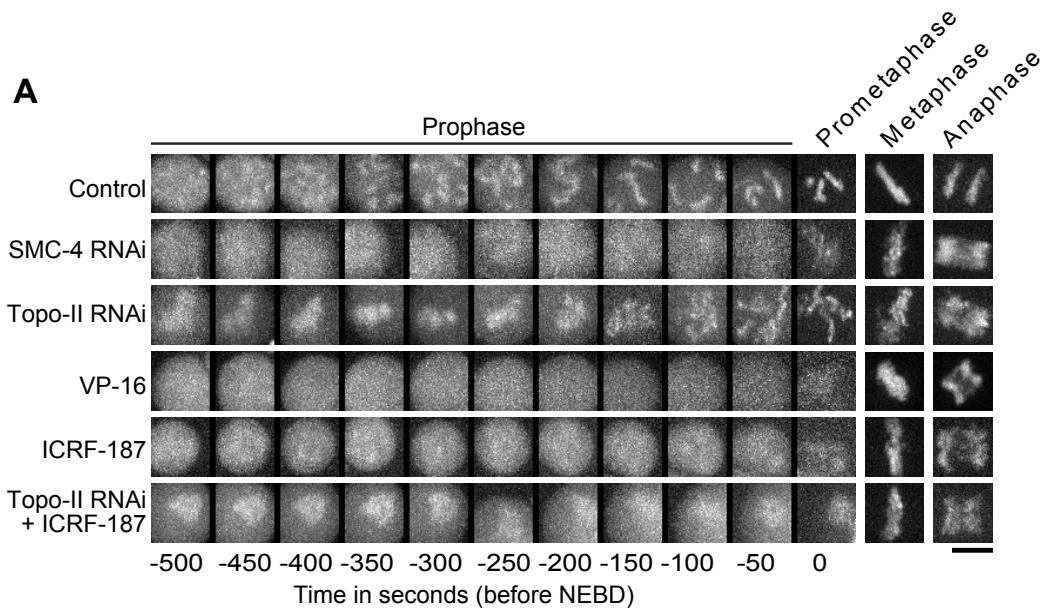 A
Prophase
Prometaphase
Metaphase
Anaphase
Control
SMC-4 RNAi
Topo-II RNAi
VP-16
ICRF-187
Topo-II RNAi
+ ICRF-187
-500 -450 -400 -350 -300 -250 -200 -150 -100 -50 0
Time in seconds (before NEBD)